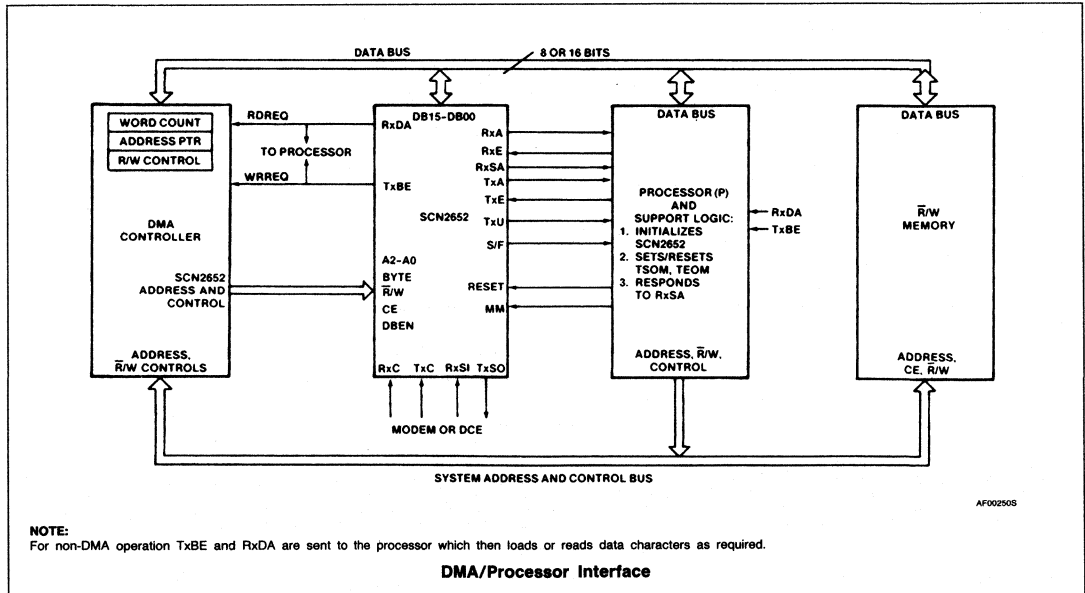 DATA BUS
8 OR 16 BITS
WORD COUNT
ADDRESS PTR
R/W CONTROL
DMA
CONTROLLER
SCN2652
ADDRESS AND
CONTROL
ADDRESS,
R̅/W CONTROLS
RDREQ
TO PROCESSOR
WRREQ
DB15-DB00
RxDA
TxBE
SCN2652
A2-A0
BYTE
R̅/W
CE
DBEN
RxA
RxE
RxSA
TxA
TxE
TxU
S/F
RESET
MM
RxC TxC RxSI TxSO
MODEM OR DCE
DATA BUS
PROCESSOR (P)
AND
SUPPORT LOGIC:
1. INITIALIZES
SCN2652
2. SETS/RESETS
TSOM, TEOM
3. RESPONDS
TO RxSA
ADDRESS, R̅/W,
CONTROL
RxDA
TxBE
DATA BUS
R̅/W
MEMORY
ADDRESS,
CE, R̅/W
SYSTEM ADDRESS AND CONTROL BUS
AF00250S
NOTE:
For non-DMA operation TxBE and RxDA are sent to the processor which then loads or reads data characters as required.
DMA/Processor Interface